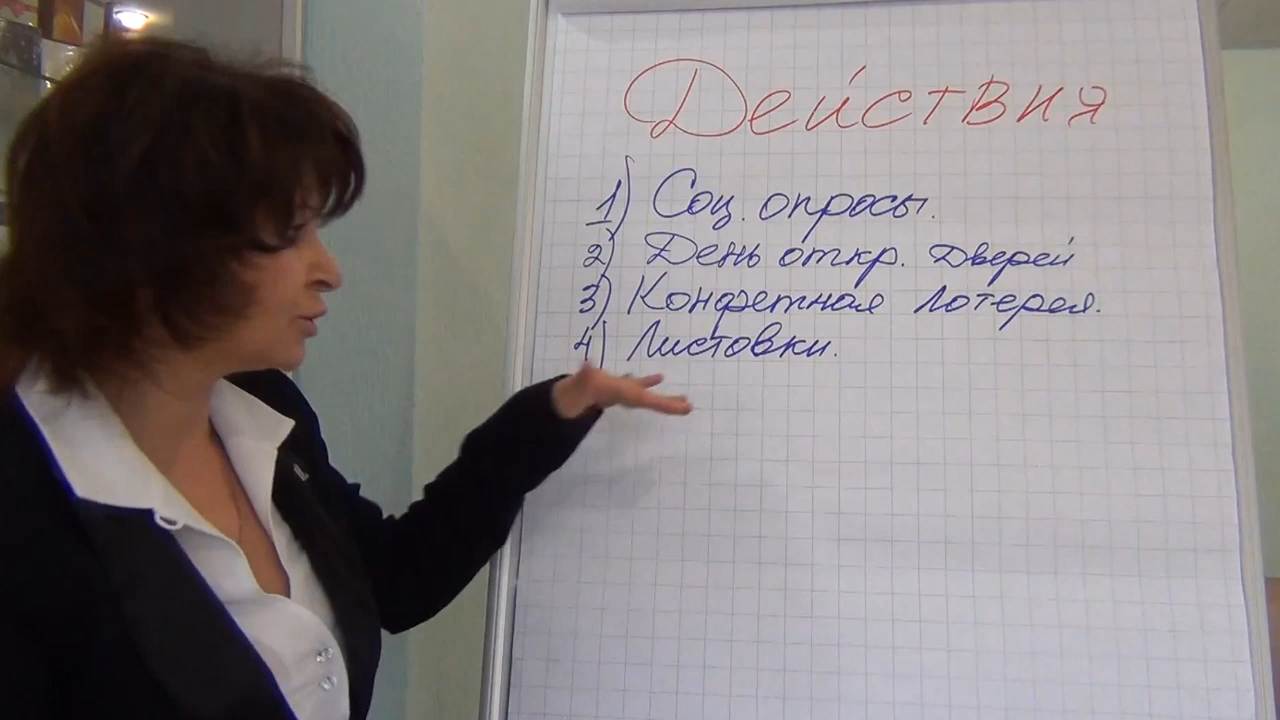 Действия
1) Соц. опросы.
2) День откр. дверей
3) Конфетная лотерея.
4) Листовки.